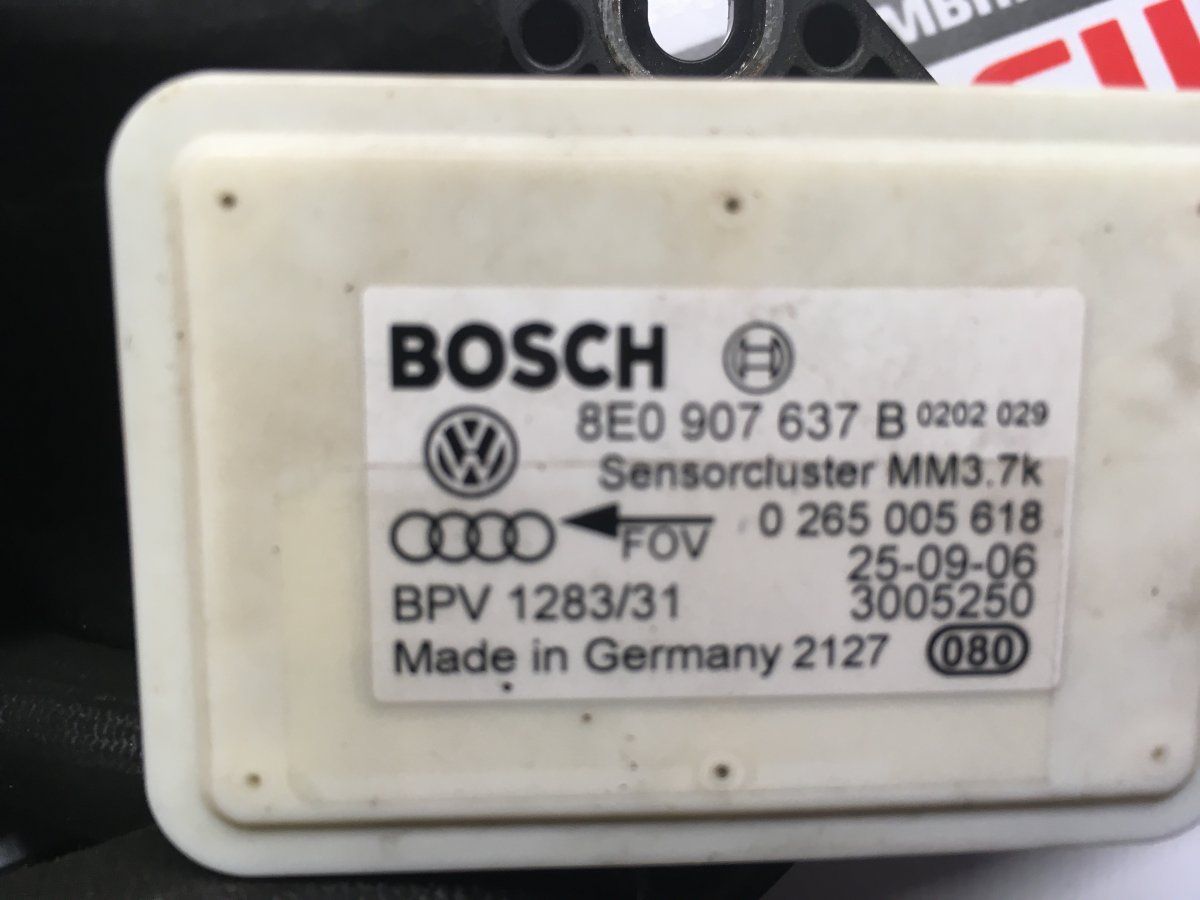 BOSCH
8E0 907 637 B 0202 029
Sensorcluster MM3.7k
FOV
0 265 005 618
25-09-06
BPV 1283/31
3005250
Made in Germany 2127
080